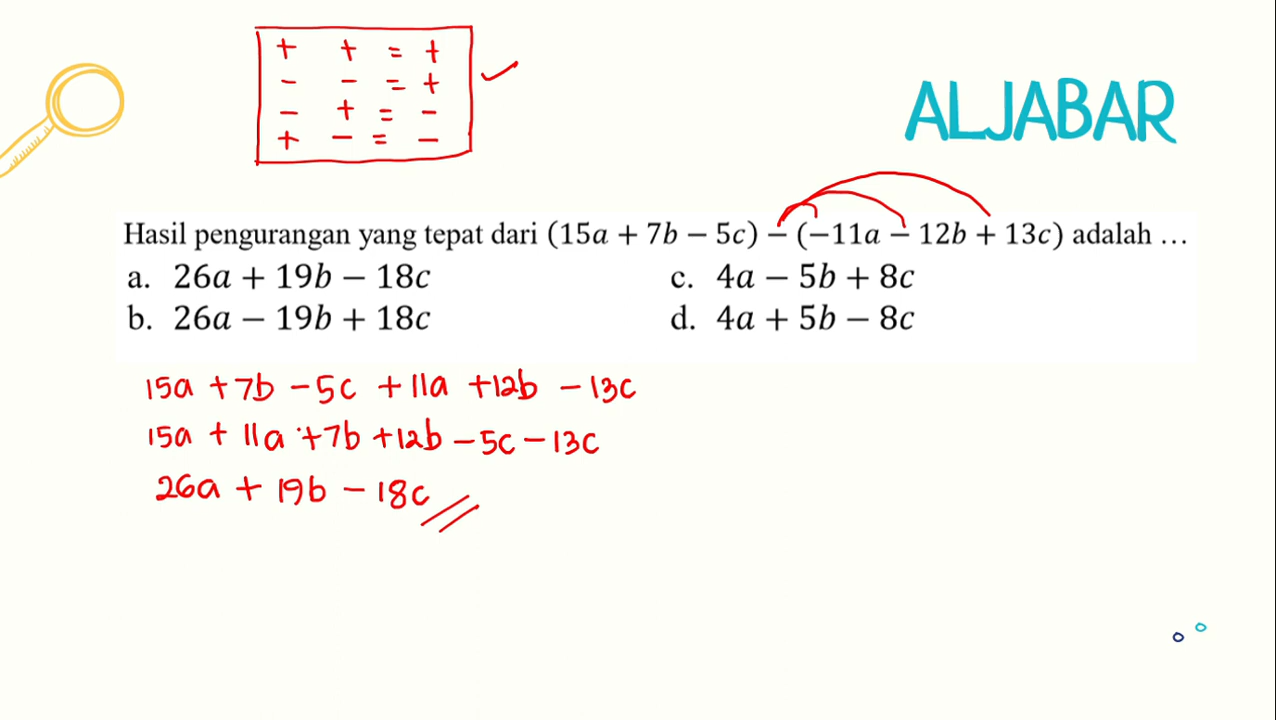 + + = +
- - = +
- + = -
+ - = -
ALJABAR
Hasil pengurangan yang tepat dari (15a + 7b − 5c) − (−11a − 12b + 13c) adalah …
a. 26a + 19b − 18c
c. 4a − 5b + 8c
b. 26a − 19b + 18c
d. 4a + 5b − 8c
15a + 7b - 5c + 11a + 12b - 13c
15a + 11a + 7b + 12b - 5c - 13c
26a + 19b - 18c